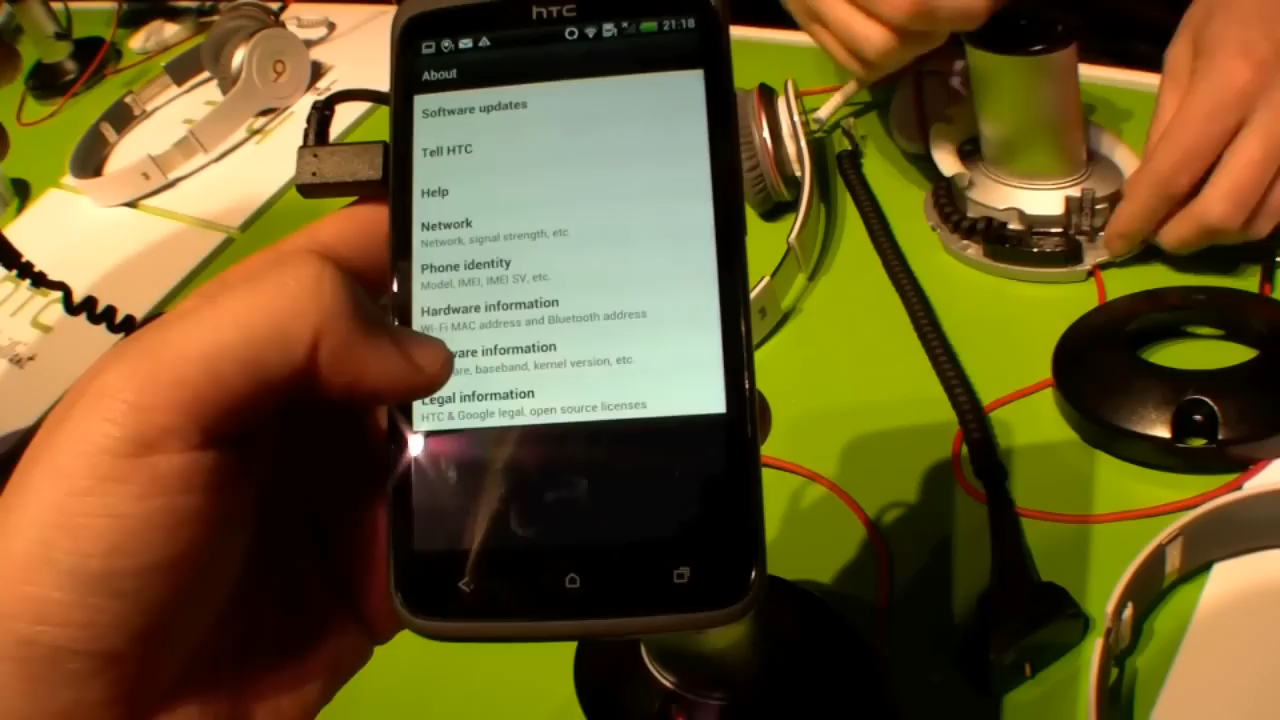 hTC
21:18
About
Software updates
Tell HTC
Help
Network
Network, signal strength, etc.
Phone identity
Model, IMEI, IMEI SV, etc.
Hardware information
Wi-Fi MAC address and Bluetooth address
ware information
are, baseband, kernel version, etc.
Legal information
HTC & Google legal, open source licenses